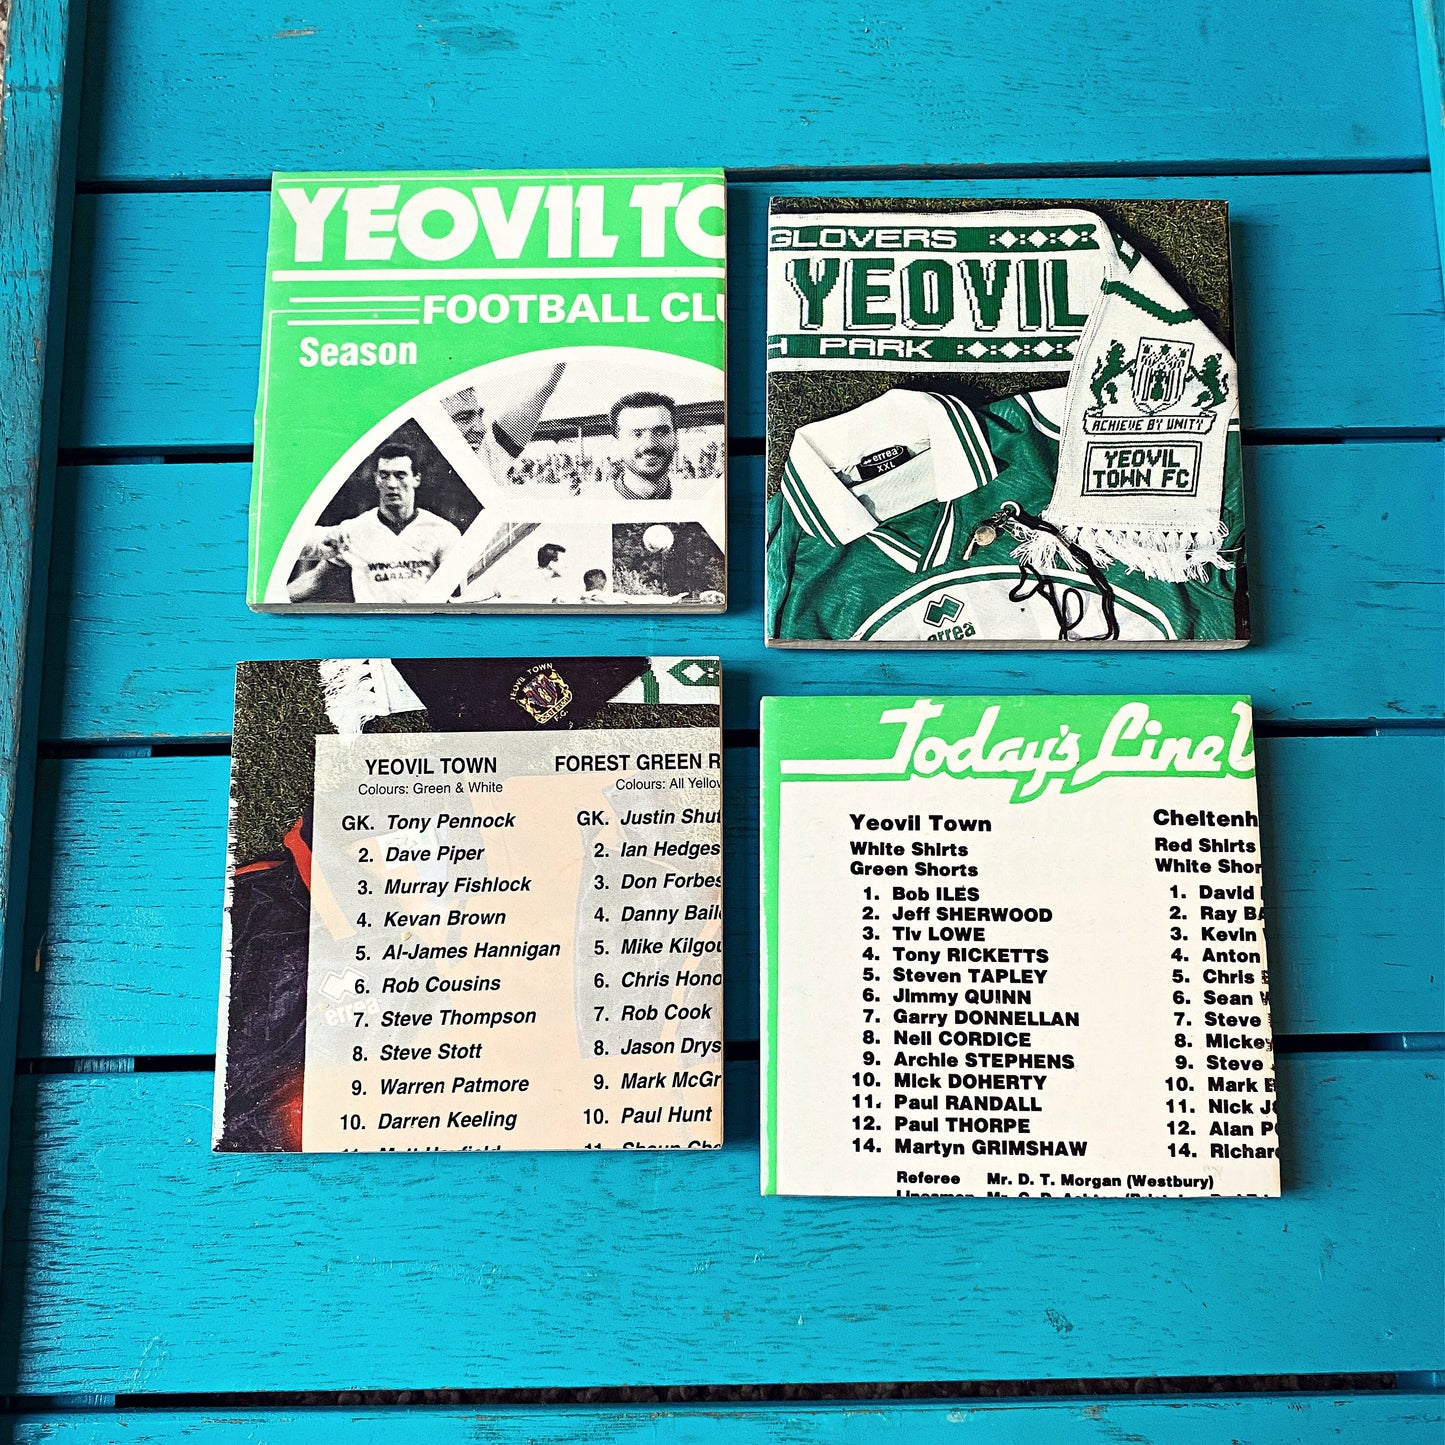 YEOVIL TO
FOOTBALL CLU
Season
WINCANTON
GARAGES
GLOVERS
YEOVIL
H PARK
errea
XXL
ACHIEVE BY UNITY
YEOVIL
TOWN FC
errea
YEOVIL TOWN
F.C.
YEOVIL TOWN
Colours: Green & White
GK. Tony Pennock
2. Dave Piper
3. Murray Fishlock
4. Kevan Brown
5. Al-James Hannigan
6. Rob Cousins
7. Steve Thompson
8. Steve Stott
9. Warren Patmore
10. Darren Keeling
errea
FOREST GREEN R
Colours: All Yellow
GK. Justin Shut
2. Ian Hedges
3. Don Forbes
4. Danny Bail
5. Mike Kilgou
6. Chris Hono
7. Rob Cook
8. Jason Drys
9. Mark McGr
10. Paul Hunt
Today's Line U
Yeovil Town
White Shirts
Green Shorts
1. Bob ILES
2. Jeff SHERWOOD
3. Tiv LOWE
4. Tony RICKETTS
5. Steven TAPLEY
6. Jimmy QUINN
7. Garry DONNELLAN
8. Neil CORDICE
9. Archie STEPHENS
10. Mick DOHERTY
11. Paul RANDALL
12. Paul THORPE
14. Martyn GRIMSHAW
Cheltenh
Red Shirts
White Shor
1. David
2. Ray BA
3. Kevin
4. Anton
5. Chris
6. Sean
7. Steve
8. Mickey
9. Steve
10. Mark
11. Nick
12. Alan
14. Richar
Referee Mr. D. T. Morgan (Westbury)